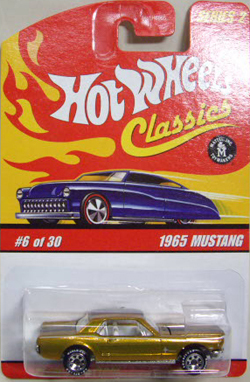 SERIES 2
Hot Wheels
Classics
#6 of 30
1965 MUSTANG